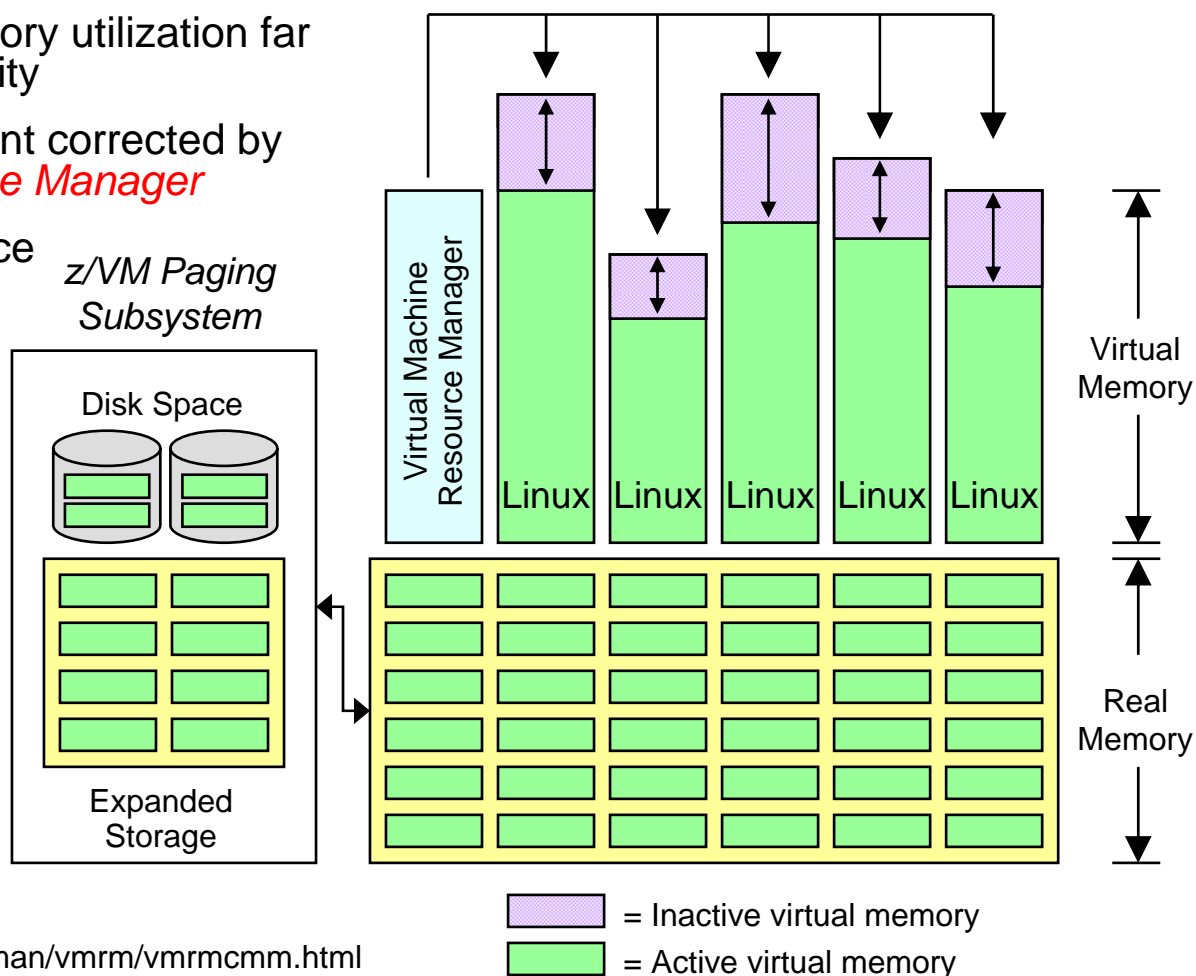 ory utilization far
ity
nt corrected by
e Manager
ce
z/VM Paging
Subsystem
Disk Space
Expanded
Storage
Virtual Machine
Resource Manager
Linux
Linux
Linux
Linux
Linux
Virtual
Memory
Real
Memory
= Inactive virtual memory
= Active virtual memory
nan/vmrm/vmrmcmm.html